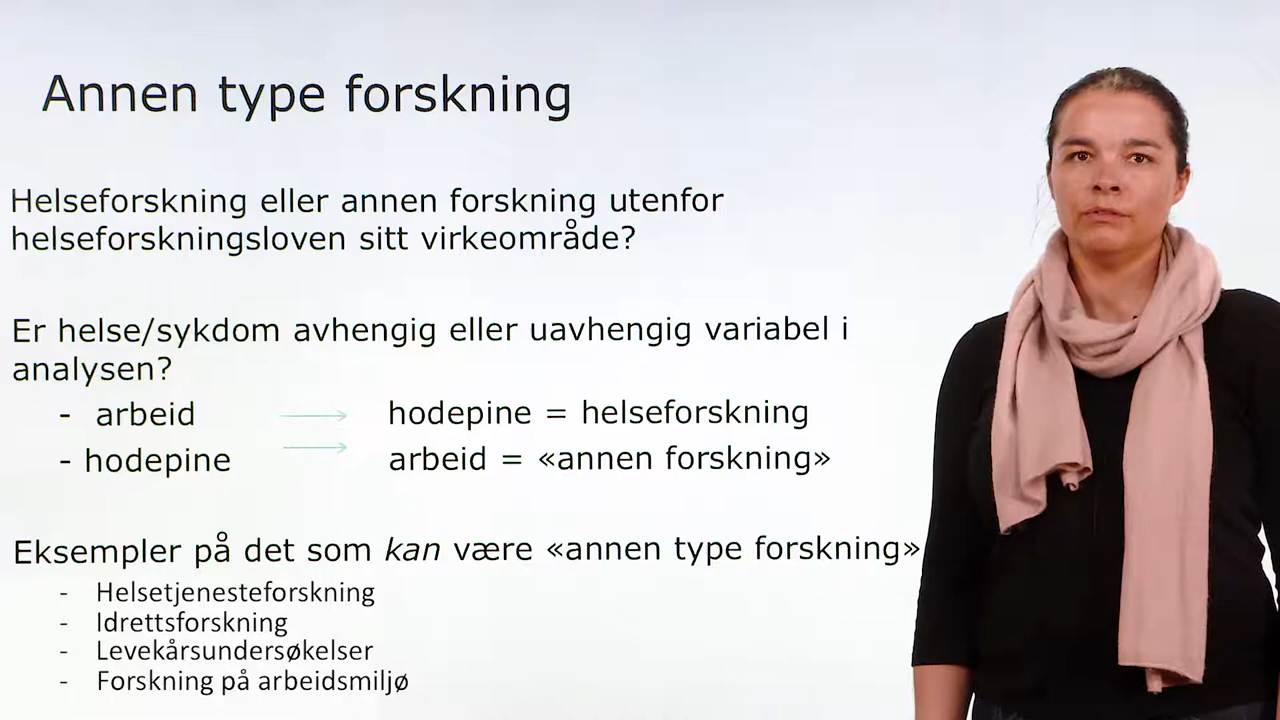 Annen type forskning
Helseforskning eller annen forskning utenfor
helseforskningsloven sitt virkeområde?
Er helse/sykdom avhengig eller uavhengig variabel i
analysen?
- arbeid → hodepine = helseforskning
- hodepine → arbeid = «annen forskning»
Eksempler på det som kan være «annen type forskning»
- Helsetjenesteforskning
- Idrettsforskning
- Levekårsundersøkelser
- Forskning på arbeidsmiljø